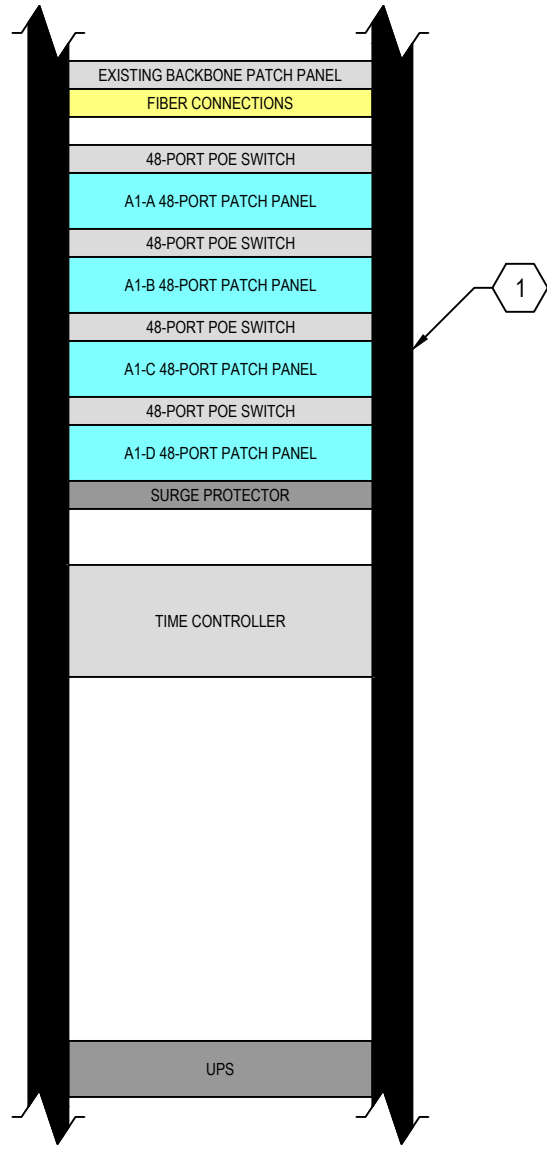 EXISTING BACKBONE PATCH PANEL
FIBER CONNECTIONS
48-PORT POE SWITCH
A1-A 48-PORT PATCH PANEL
48-PORT POE SWITCH
A1-B 48-PORT PATCH PANEL
1
48-PORT POE SWITCH
A1-C 48-PORT PATCH PANEL
48-PORT POE SWITCH
A1-D 48-PORT PATCH PANEL
SURGE PROTECTOR
TIME CONTROLLER
UPS